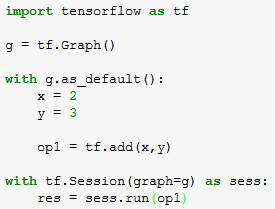 import tensorflow as tf
g = tf.Graph()
with g.as_default():
    x = 2
    y = 3
    op1 = tf.add(x,y)
with tf.Session(graph=g) as sess:
    res = sess.run(op1)